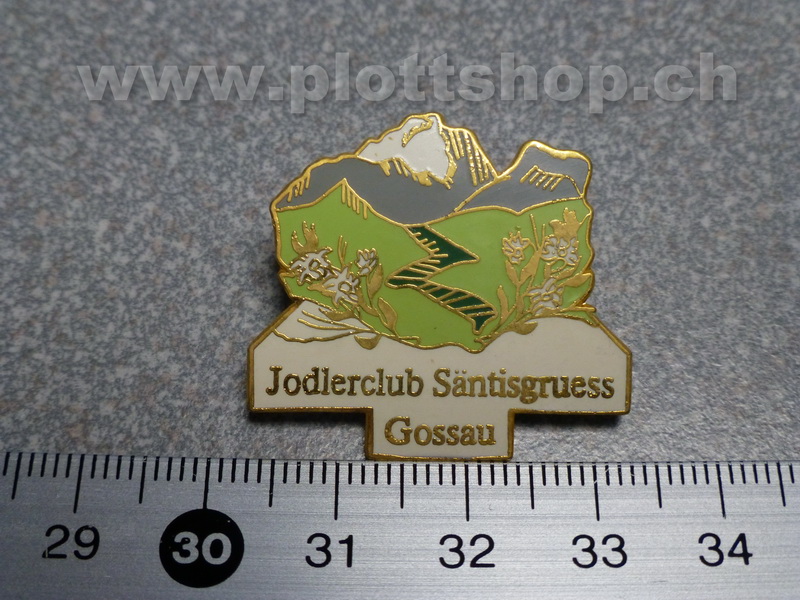 www.plottshop.ch
Jodlerclub Säntisgruess
Gossau
29 30 31 32 33 34